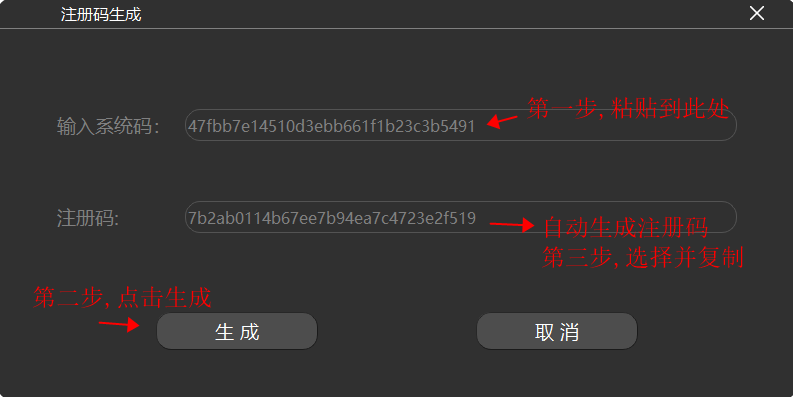 注册码生成
输入系统码：
47fbb7e14510d3ebb661f1b23c3b5491
第一步,粘贴到此处
注册码:
7b2ab0114b67ee7b94ea7c4723e2f519
自动生成注册码
第三步,选择并复制
第二步,点击生成
生 成
取 消